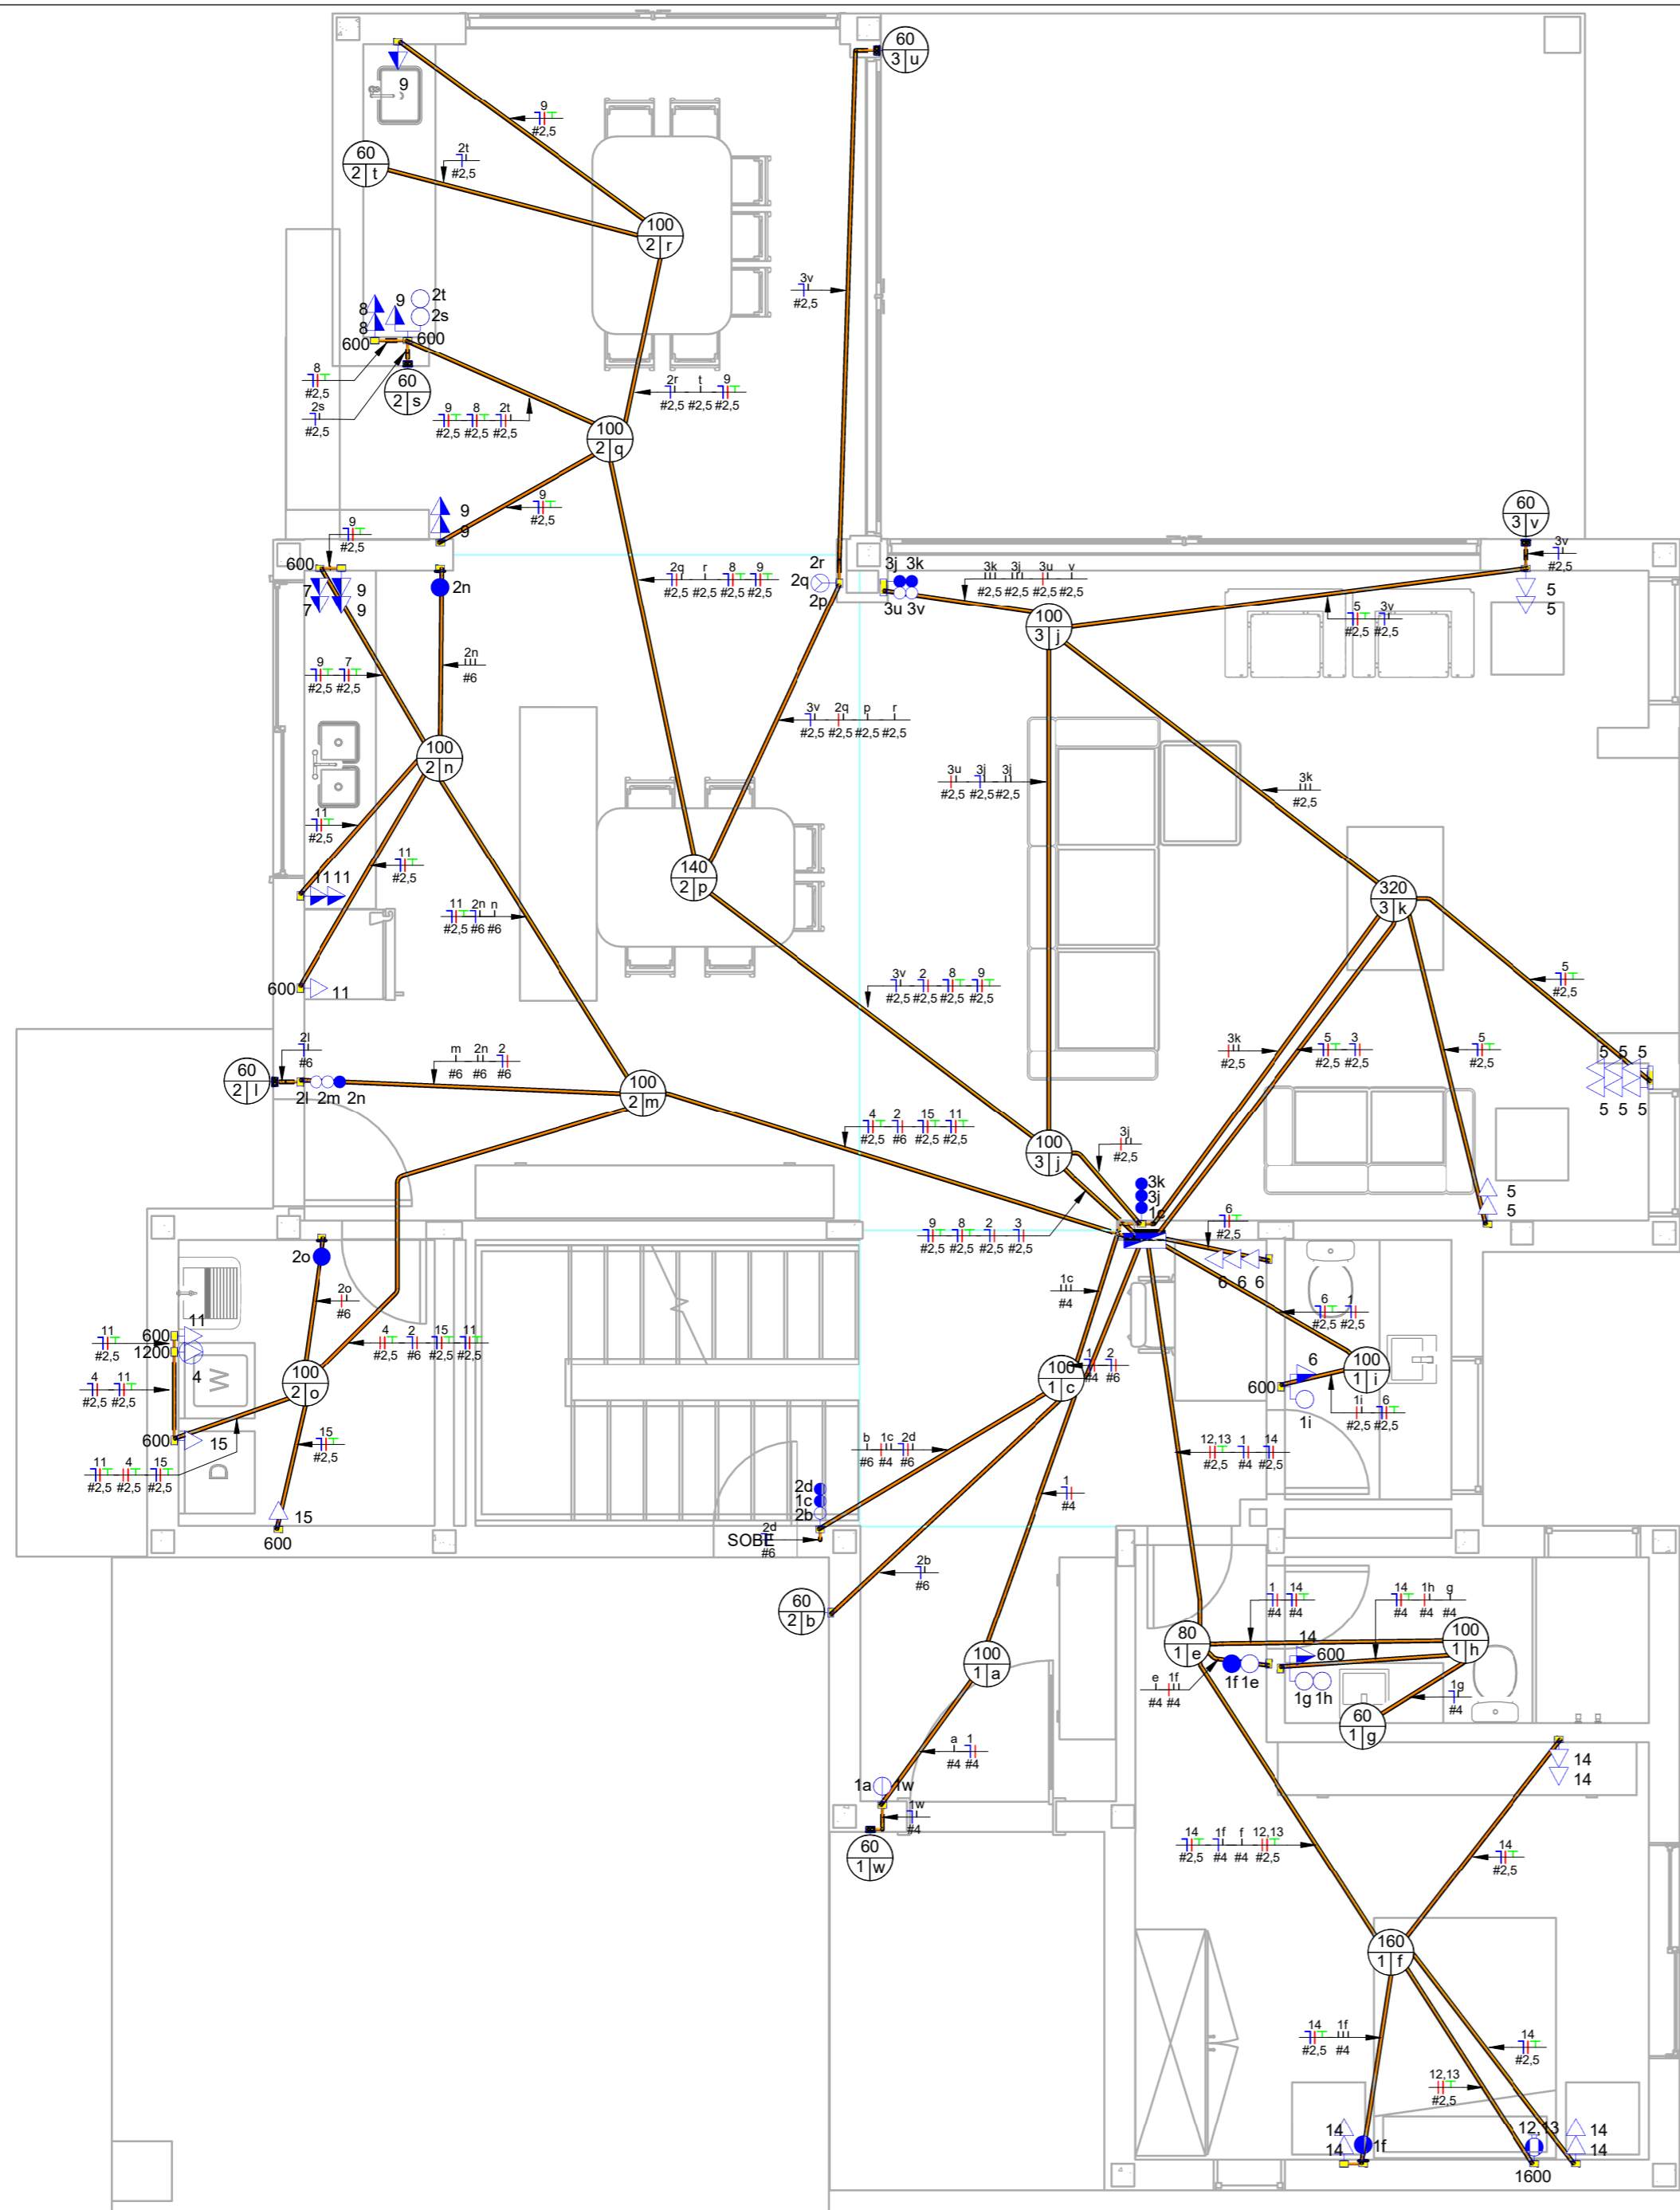 60
3 u
9
9
#2,5
2t
#2,5
60
2 t
100
2 r
3v
#2,5
8
8
9
2t
2s
600
600
8
#2,5
60
2 s
2s
#2,5
2r t 9
#2,5 #2,5 #2,5
9 8 2t
#2,5 #2,5 #2,5
100
2 q
9
9
9
#2,5
60
3 v
9
#2,5
3v
#2,5
600
7
7
9
9
2n
2q r 8 9
#2,5 #2,5 #2,5 #2,5
2r
2q
2p
3j 3k
3u 3v
3k 3j 3u v
#2,5 #2,5 #2,5 #2,5
5
5
100
3 j
5 3v
#2,5 #2,5
9 7
#2,5 #2,5
2n
#6
3v 2q p r
#2,5 #2,5 #2,5 #2,5
100
2 n
3u 3j 3j
#2,5 #2,5 #2,5
3k
#2,5
11
#2,5
11
#2,5
1111
140
2 p
320
3 k
11 2n n
#2,5 #6 #6
600
11
3v 2 8 9
#2,5 #2,5 #2,5 #2,5
5
#2,5
2l
#6
m 2n 2
#6 #6 #6
3k
#2,5
5 3
#2,5 #2,5
5
#2,5
5 5 5
5 5 5
60
2 l
2l 2m 2n
100
2 m
4 2 15 11
#2,5 #6 #2,5 #2,5
100
3 j
3j
#2,5
3k
3j
1c
5
5
6
#2,5
9 8 2 3
#2,5 #2,5 #2,5 #2,5
2o
6 6 6
1c
#4
2o
#6
6 1
#2,5 #2,5
11
#2,5
600
11
1200
4
4 2 15 11
#2,5 #6 #2,5 #2,5
1 2
#4 #6
100
1 c
6
600
1i
100
1 i
4 11
#2,5 #2,5
100
2 o
1i 6
#2,5 #2,5
W
600
15
15
#2,5
b 1c 2d
#6 #4 #6
12,13 1 14
#2,5 #4 #2,5
11 4 15
#2,5 #2,5 #2,5
D
1
#4
2d
1c
2b
15
600
SOBE
2d
#6
2b
#6
60
2 b
1 14
#4 #4
14 1h g
#4 #4 #4
80
1 e
14
600
100
1 h
100
1 a
e 1f
#4 #4
1f 1e
1g 1h
1g
#4
60
1 g
a 1
#4 #4
14
14
1a 1w
1w
#4
60
1 w
14 1f f 12,13
#2,5 #4 #4 #2,5
14
#2,5
160
1 f
14 1f
#2,5 #4
14
#2,5
12,13
#2,5
14
14
1f
12,13
1600
14
14